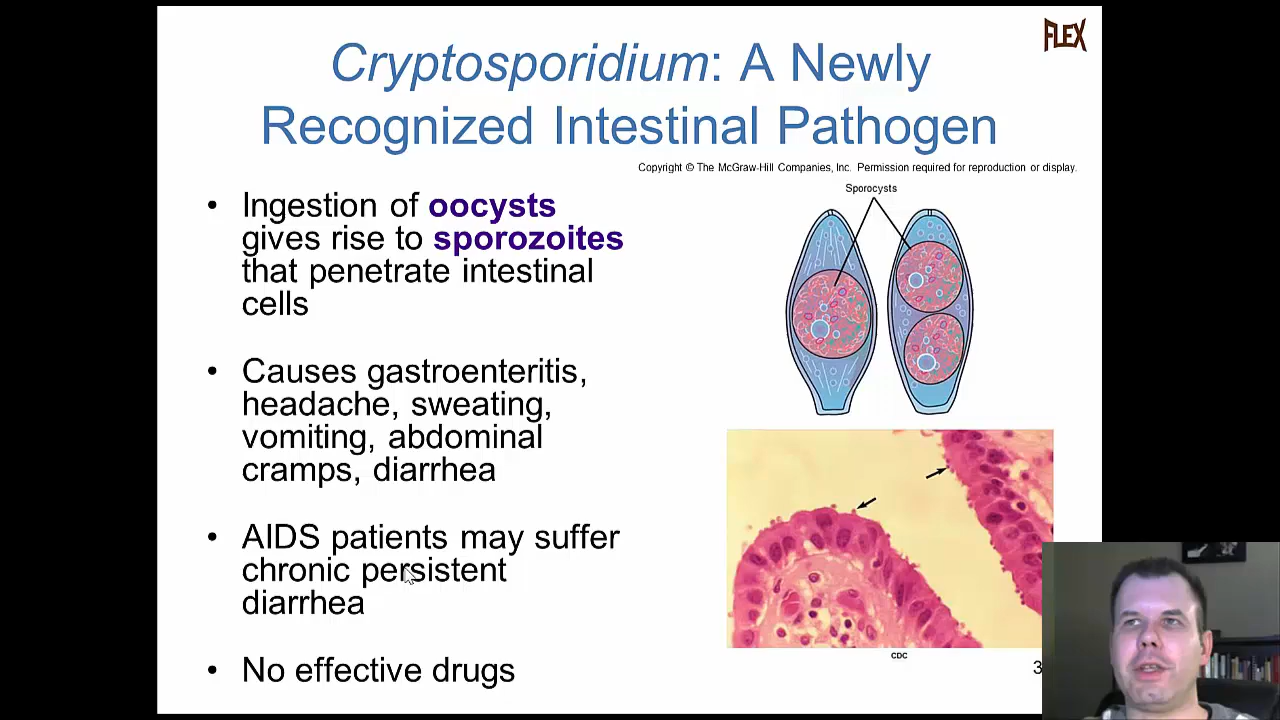 FLEX
Cryptosporidium: A Newly
Recognized Intestinal Pathogen
Copyright © The McGraw-Hill Companies, Inc. Permission required for reproduction or display.
• Ingestion of oocysts
gives rise to sporozoites
that penetrate intestinal
cells
• Causes gastroenteritis,
headache, sweating,
vomiting, abdominal
cramps, diarrhea
• AIDS patients may suffer
chronic persistent
diarrhea
• No effective drugs
Sporocysts
CDC
3